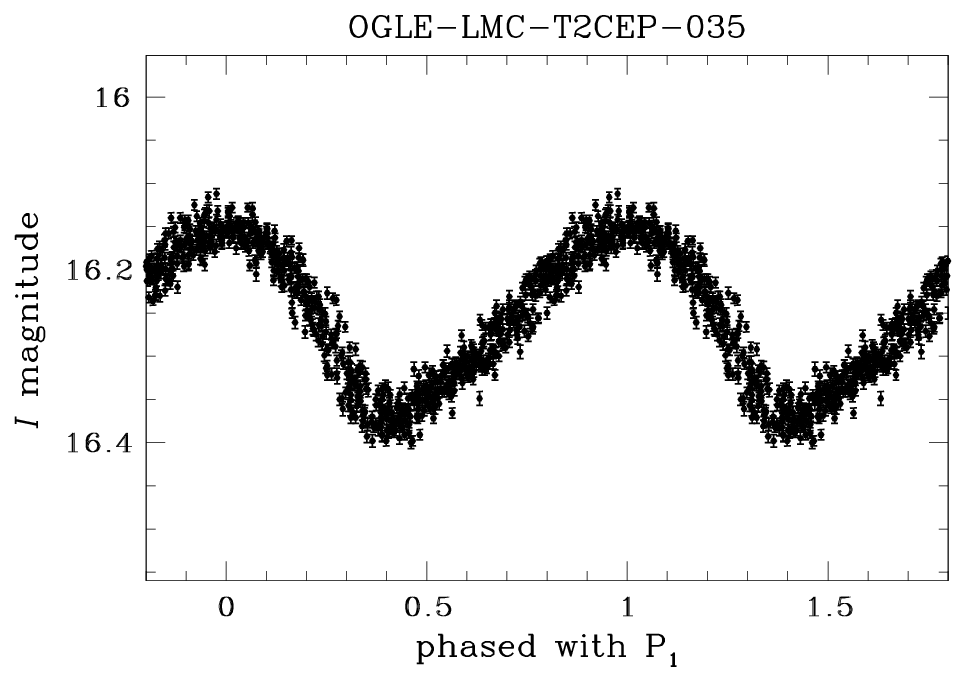 OGLE-LMC-T2CEP-035
16
16.2
16.4
I magnitude
0 0.5 1 1.5
phased with P₁